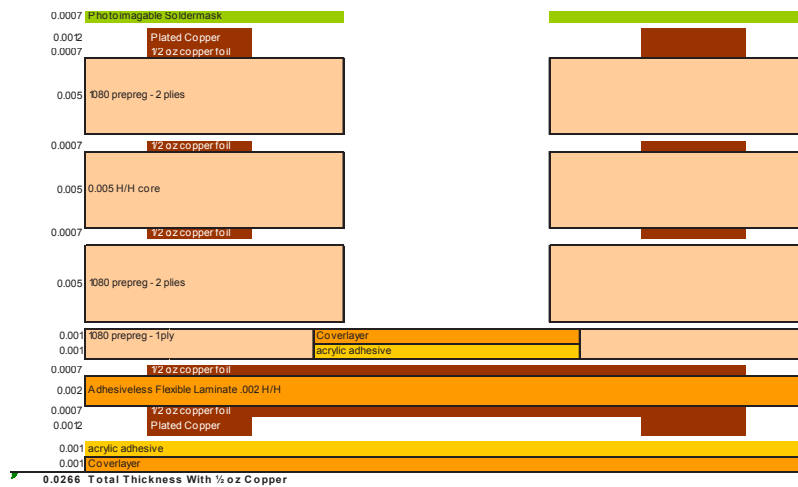 0.0007 Photoimagable Soldermask
0.0012 Plated Copper
0.0007 1/2 oz copper foil
0.005 1080 prepreg - 2 plies
0.0007 1/2 oz copper foil
0.005 0.005 H/H core
0.0007 1/2 oz copper foil
0.005 1080 prepreg - 2 plies
0.001 1080 prepreg - 1ply Coverlayer
0.001 acrylic adhesive
0.0007 1/2 oz copper foil
0.002 Adhesiveless Flexible Laminate .002 H/H
0.0007 1/2 oz copper foil
0.0012 Plated Copper
0.001 acrylic adhesive
0.001 Coverlayer
0.0266 Total Thickness With ½ oz Copper